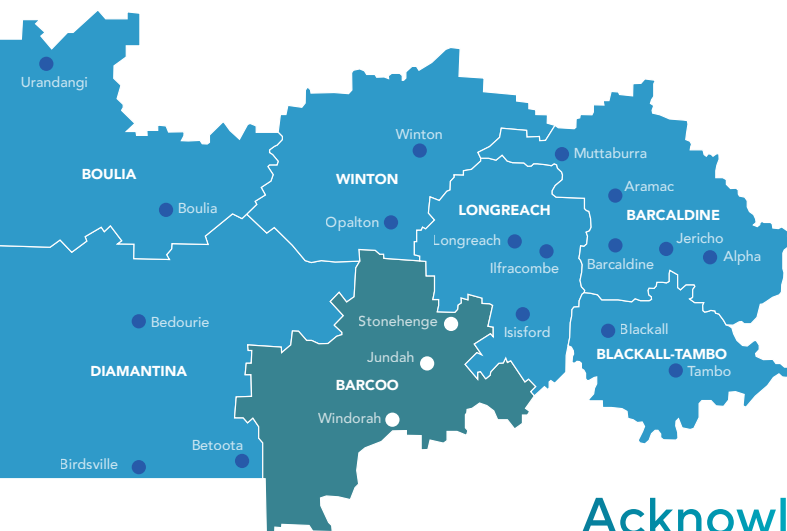 Urandangi
Winton
Muttaburra
BOULIA
WINTON
Aramac
Boulia
LONGREACH
BARCALDINE
Opalton
Longreach
Jericho
Ilfracombe
Barcaldine
Alpha
Bedourie
Stonehenge
Isisford
Blackall
Jundah
BLACKALL-TAMBO
DIAMANTINA
Tambo
BARCOO
Windorah
Betoota
Birdsville